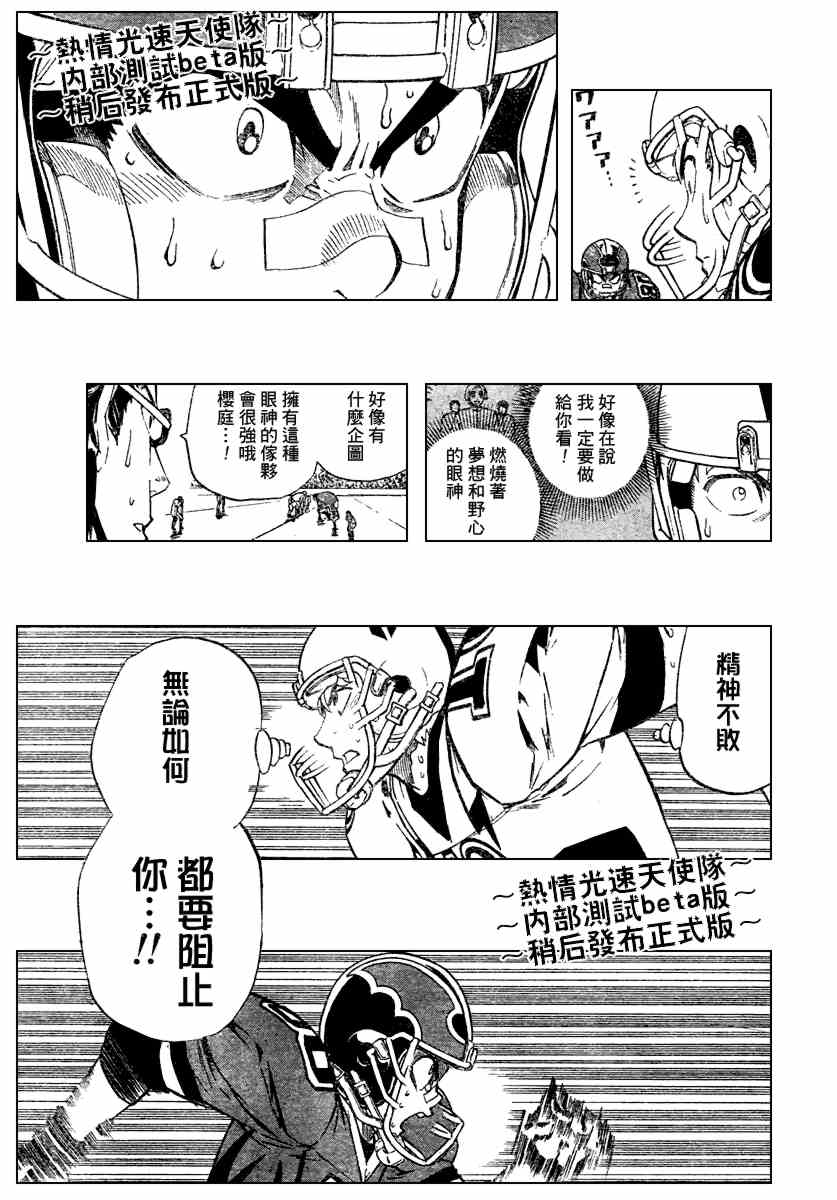 ワアアア…
～熱情光速天使隊～
～內部測試beta版～
～稍后發布正式版～
好像在說
我一定要做
給你看！
燃燒著
夢想和野心
的眼神
好像有
什麼企圖
擁有這種
眼神的傢夥
會很強哦
櫻庭…！
精神不敗
無論如何
都要阻止
你…!!
～熱情光速天使隊～
～內部測試beta版～
～稍后發布正式版～